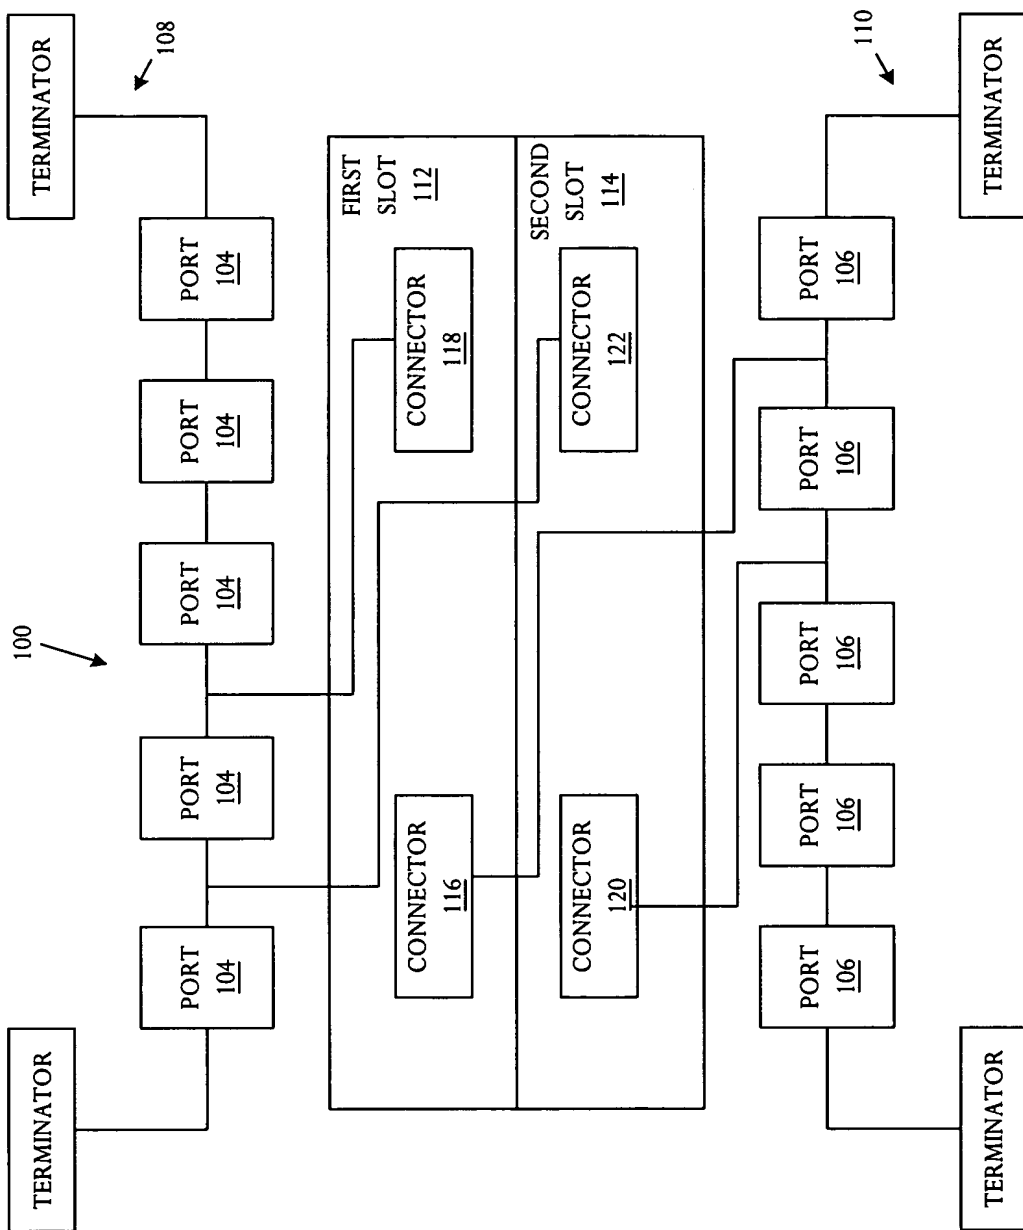 TERMINATOR
100
TERMINATOR
108
PORT
104
PORT
104
PORT
104
PORT
104
PORT
104
FIRST
SLOT
112
CONNECTOR
116
CONNECTOR
118
SECOND
SLOT
114
CONNECTOR
120
CONNECTOR
122
PORT
106
PORT
106
PORT
106
PORT
106
PORT
106
110
TERMINATOR
TERMINATOR